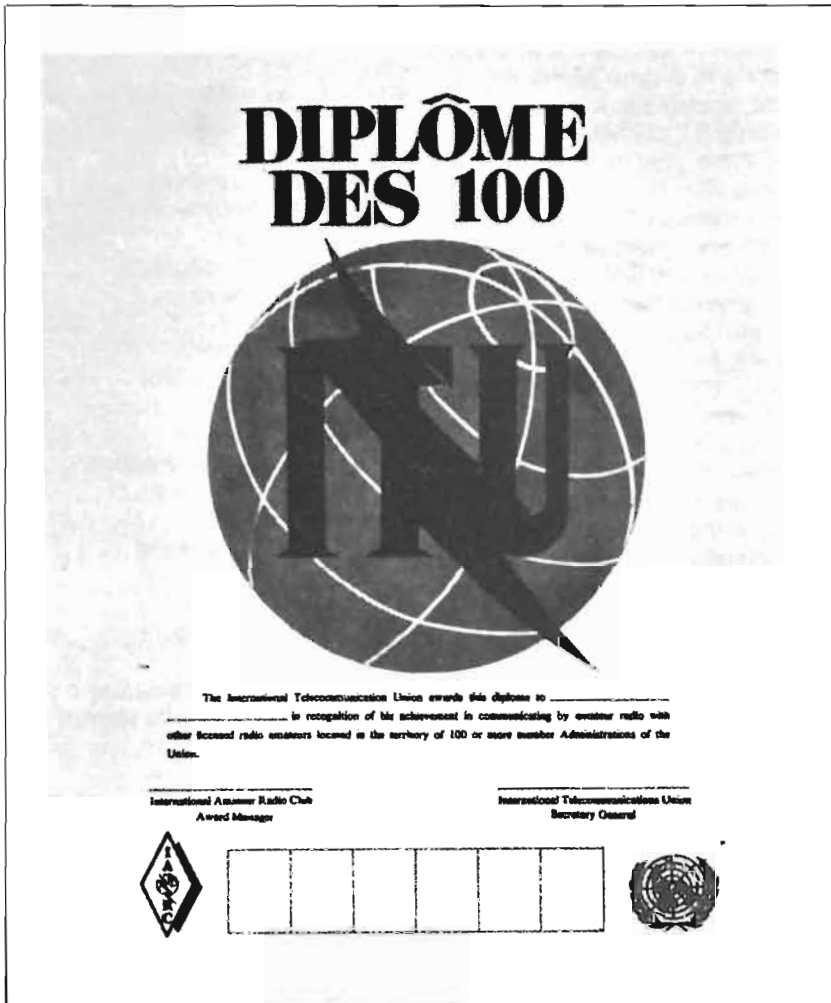 DIPLÔME
DES 100
ITU
The International Telecommunication Union awards this diploma to
in recognition of his achievement in communicating by amateur radio with
other licensed radio amateurs located in the territory of 100 or more member Administrations of the
Union.
International Amateur Radio Club
Award Manager
International Telecommunications Union
Secretary General
I
A R
C